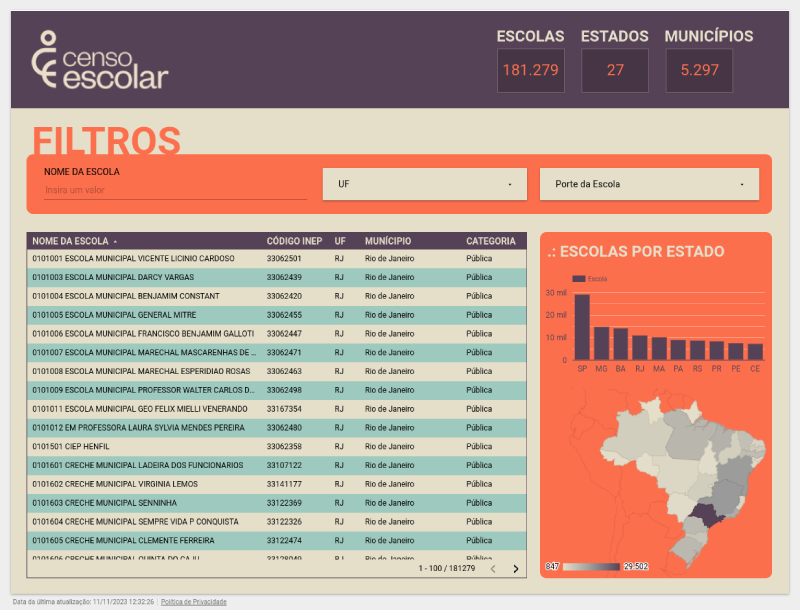 censo
escolar
ESCOLAS ESTADOS MUNICÍPIOS
181.279 27 5.297
FILTROS
NOME DA ESCOLA
Insira um valor
UF
Porte da Escola
NOME DA ESCOLA CÓDIGO INEP UF MUNÍCIPIO CATEGORIA
0101001 ESCOLA MUNICIPAL VICENTE LICINIO CARDOSO 33062501 RJ Rio de Janeiro Pública
0101003 ESCOLA MUNICIPAL DARCY VARGAS 33062439 RJ Rio de Janeiro Pública
0101004 ESCOLA MUNICIPAL BENJAMIM CONSTANT 33062420 RJ Rio de Janeiro Pública
0101005 ESCOLA MUNICIPAL GENERAL MITRE 33062455 RJ Rio de Janeiro Pública
0101006 ESCOLA MUNICIPAL FRANCISCO BENJAMIM GALLOTI 33062447 RJ Rio de Janeiro Pública
0101007 ESCOLA MUNICIPAL MARECHAL MASCARENHAS DE ... 33062471 RJ Rio de Janeiro Pública
0101008 ESCOLA MUNICIPAL MARECHAL ESPERIDIAO ROSAS 33062463 RJ Rio de Janeiro Pública
0101009 ESCOLA MUNICIPAL PROFESSOR WALTER CARLOS D... 33062498 RJ Rio de Janeiro Pública
0101011 ESCOLA MUNICIPAL GEO FELIX MIELLI VENERANDO 33167354 RJ Rio de Janeiro Pública
0101012 EM PROFESSORA LAURA SYLVIA MENDES PEREIRA 33062480 RJ Rio de Janeiro Pública
0101501 CIEP HENFIL 33062358 RJ Rio de Janeiro Pública
0101601 CRECHE MUNICIPAL LADEIRA DOS FUNCIONARIOS 33107122 RJ Rio de Janeiro Pública
0101602 CRECHE MUNICIPAL VIRGINIA LEMOS 33141177 RJ Rio de Janeiro Pública
0101603 CRECHE MUNICIPAL SENNINHA 33122369 RJ Rio de Janeiro Pública
0101604 CRECHE MUNICIPAL SEMPRE VIDA P CONQUISTA 33122326 RJ Rio de Janeiro Pública
0101605 CRECHE MUNICIPAL CLEMENTE FERREIRA 33122474 RJ Rio de Janeiro Pública
0101606 CRECHE MUNICIPAL QUINTA DO CAJU 33128049 RJ Rio de Janeiro Pública
1 - 100 / 181279
.: ESCOLAS POR ESTADO
Escola
30 mil
20 mil
10 mil
0
SP MG BA RJ MA PA RS PR PE CE
847 29.502
Data da última atualização: 11/11/2023 12:32:26 | Política de Privacidade